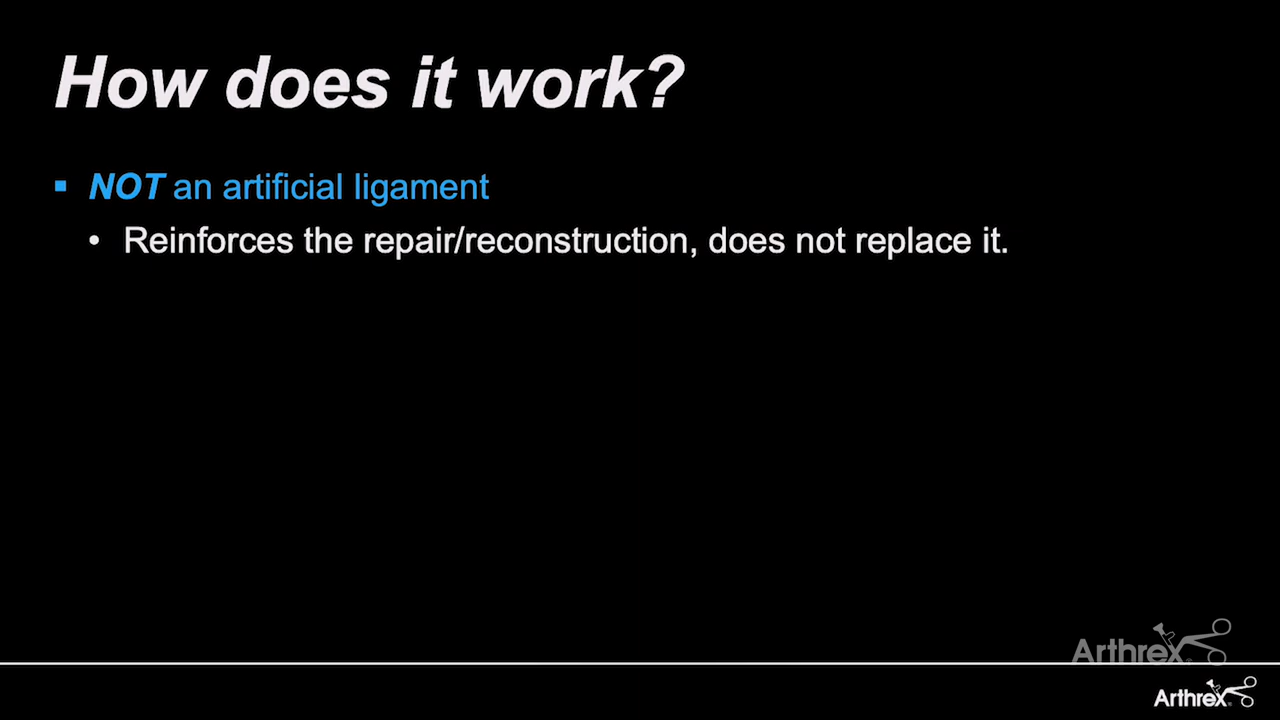 How does it work?
▪ NOT an artificial ligament
• Reinforces the repair/reconstruction, does not replace it.
Arthrex
Arthrex